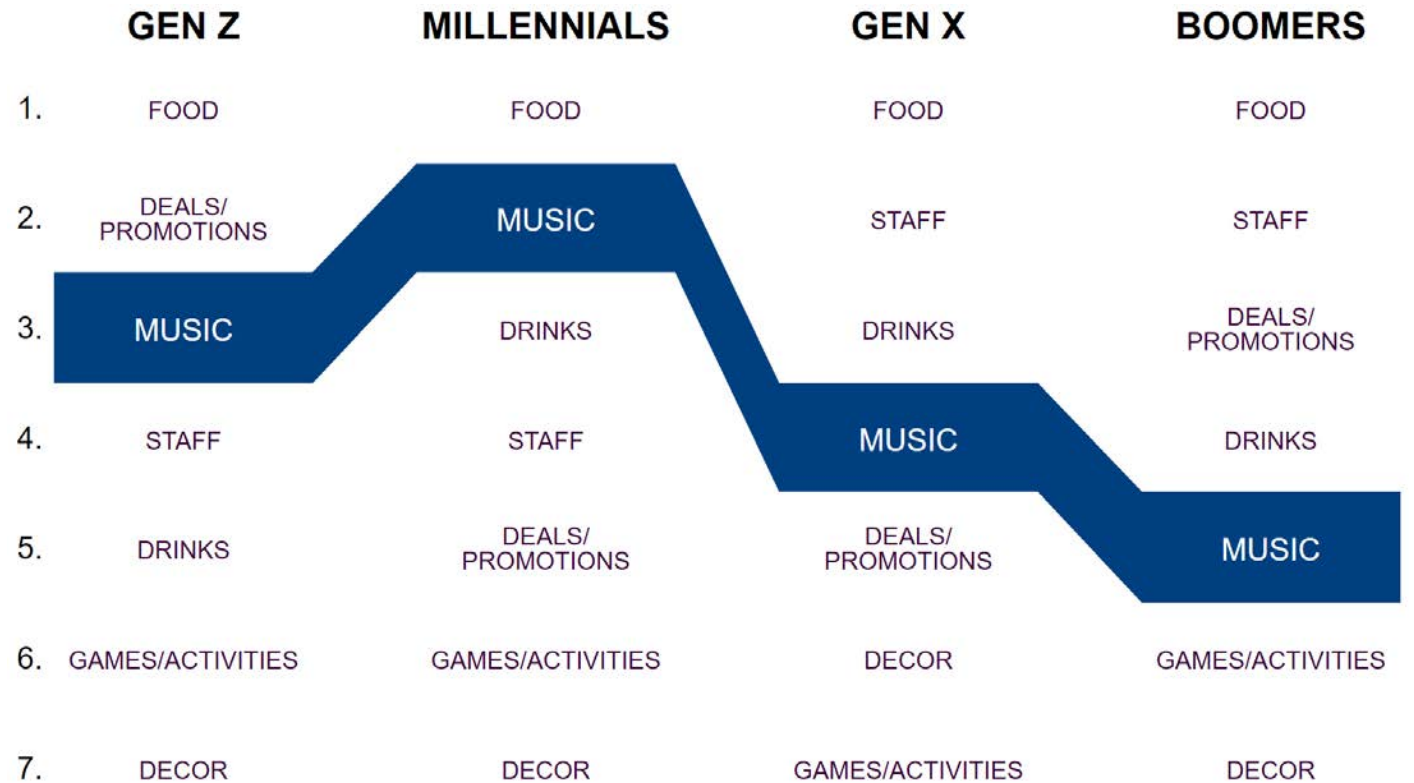 GEN Z MILLENNIALS GEN X BOOMERS
1. FOOD FOOD FOOD FOOD
2. DEALS/ PROMOTIONS MUSIC STAFF STAFF
3. MUSIC DRINKS DRINKS DEALS/ PROMOTIONS
4. STAFF STAFF MUSIC DRINKS
5. DRINKS DEALS/ PROMOTIONS DEALS/ PROMOTIONS MUSIC
6. GAMES/ACTIVITIES GAMES/ACTIVITIES DECOR GAMES/ACTIVITIES
7. DECOR DECOR GAMES/ACTIVITIES DECOR